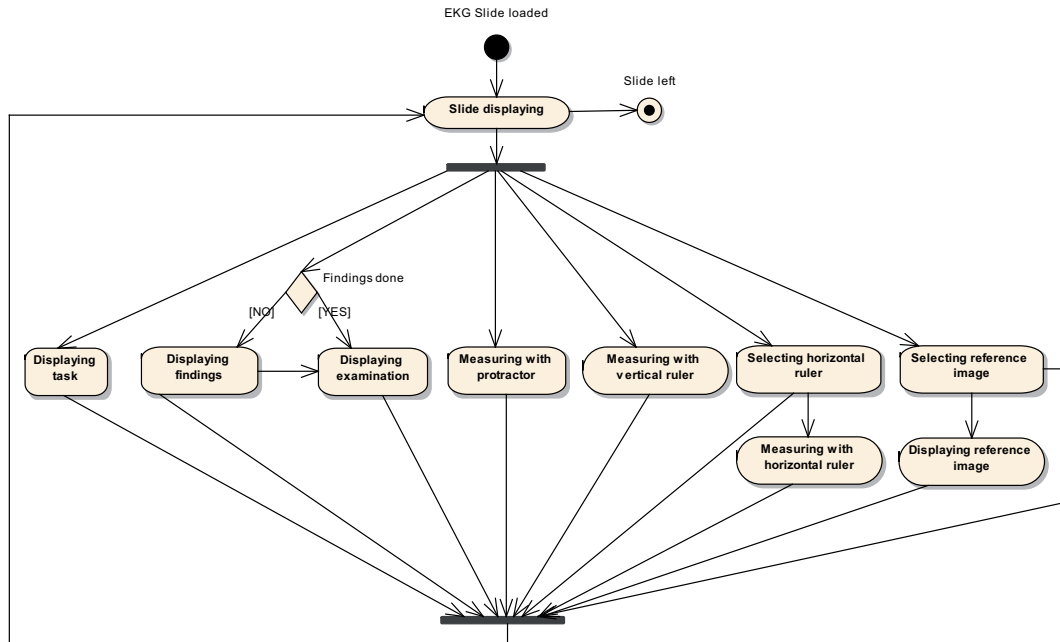 EKG Slide loaded
Slide left
Slide displaying
Findings done
[NO]
[YES]
Displaying
task
Displaying
findings
Displaying
examination
Measuring with
protractor
Measuring with
vertical ruler
Selecting horizontal
ruler
Selecting reference
image
Measuring with
horizontal ruler
Displaying reference
image